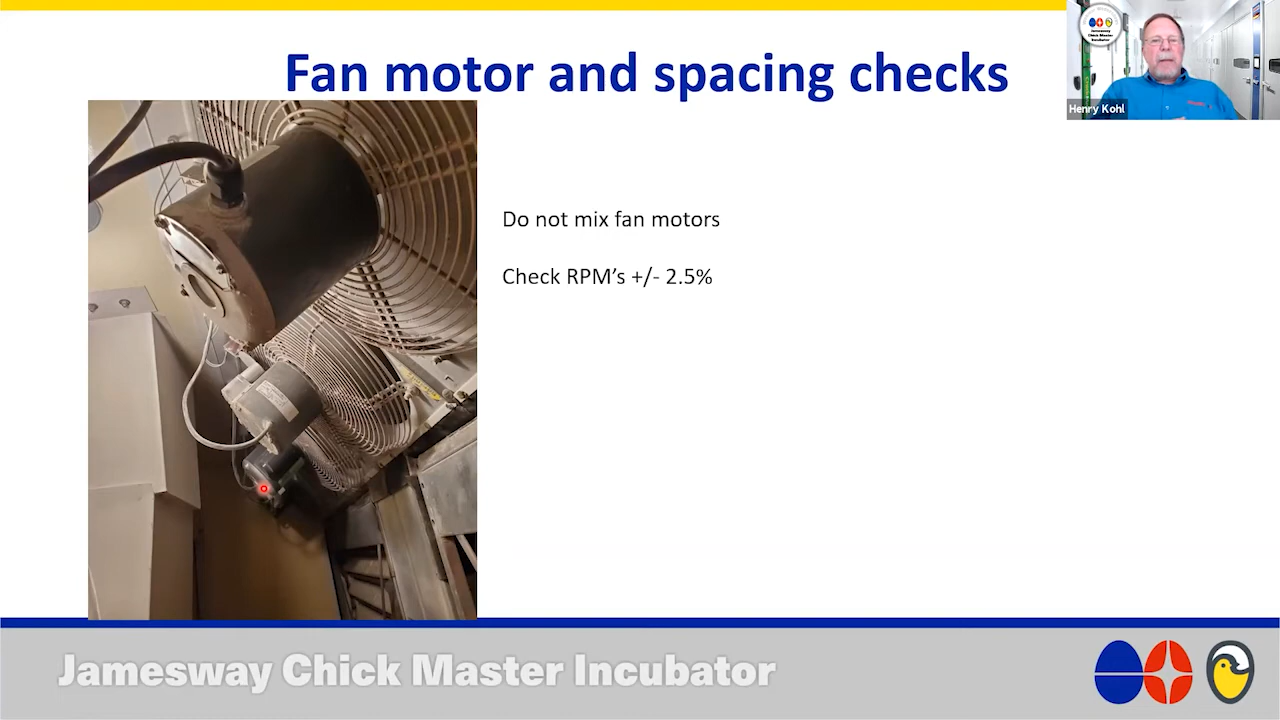 Fan motor and spacing checks
Henry Kohl
Do not mix fan motors
Check RPM’s +/- 2.5%
Jamesway Chick Master Incubator